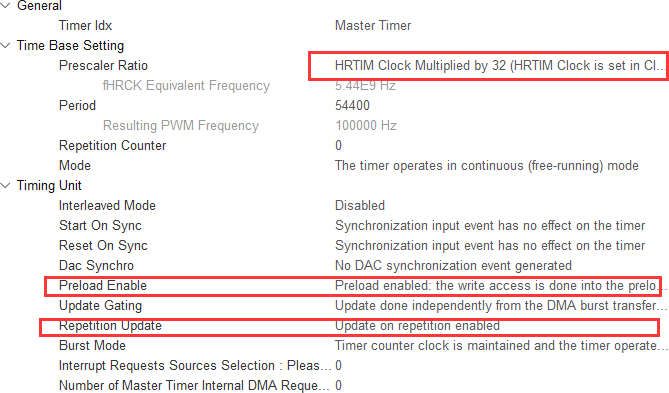 General
Timer Idx Master Timer
Time Base Setting
Prescaler Ratio HRTIM Clock Multiplied by 32 (HRTIM Clock is set in Cl...
fHRCK Equivalent Frequency 5.44E9 Hz
Period 54400
Resulting PWM Frequency 100000 Hz
Repetition Counter 0
Mode The timer operates in continuous (free-running) mode
Timing Unit
Interleaved Mode Disabled
Start On Sync Synchronization input event has no effect on the timer
Reset On Sync Synchronization input event has no effect on the timer
Dac Synchro No DAC synchronization event generated
Preload Enable Preload enabled: the write access is done into the prelo...
Update Gating Update done independently from the DMA burst transfer...
Repetition Update Update on repetition enabled
Burst Mode Timer counter clock is maintained and the timer operate...
Interrupt Requests Sources Selection : Pleas... 0
Number of Master Timer Internal DMA Reque... 0